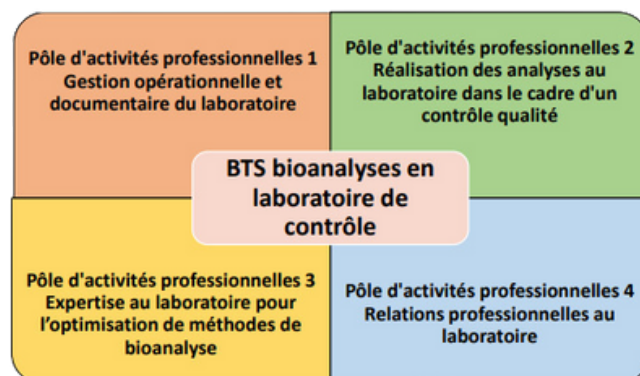 Pôle d'activités professionnelles 1
Gestion opérationnelle et
documentaire du laboratoire
Pôle d'activités professionnelles 2
Réalisation des analyses au
laboratoire dans le cadre d'un
contrôle qualité
BTS bioanalyses en
laboratoire de
contrôle
Pôle d'activités professionnelles 3
Expertise au laboratoire pour
l’optimisation de méthodes de
bioanalyse
Pôle d'activités professionnelles 4
Relations professionnelles au
laboratoire